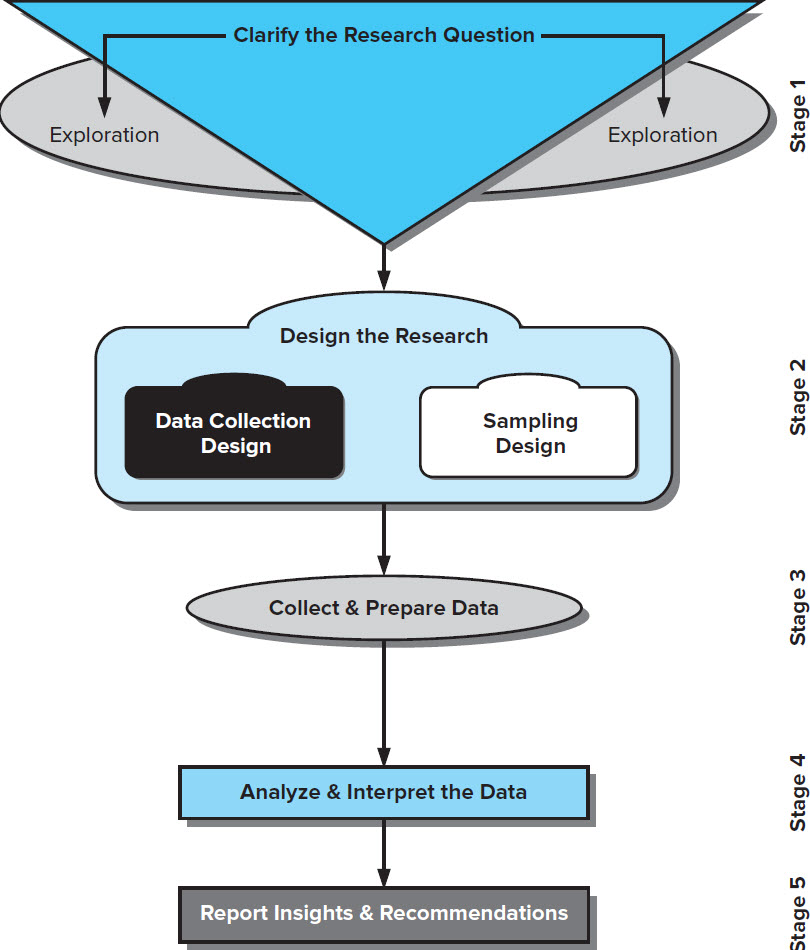 Clarify the Research Question
Exploration
Exploration
Stage 1
Design the Research
Data Collection
Design
Sampling
Design
Stage 2
Collect & Prepare Data
Stage 3
Analyze & Interpret the Data
Stage 4
Report Insights & Recommendations
Stage 5